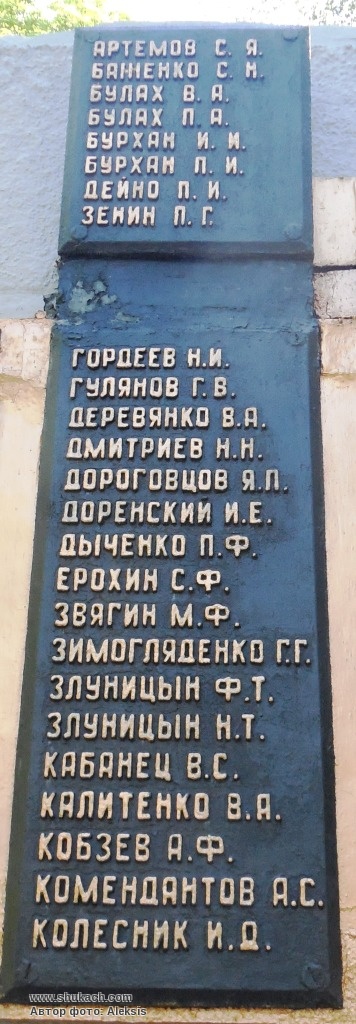 АРТЕМОВ С. Я.
БАЖЕНКО С. Н.
БУЛАХ В. А.
БУЛАХ П. А.
БУРХАН И. И.
БУРХАН П. И.
ДЕЙНО П. И.
ЗЕНИН П. Г.
ГОРДЕЕВ Н.И.
ГУЛЯНОВ Г.В.
ДЕРЕВЯНКО В.А.
ДМИТРИЕВ Н.Н.
ДОРОГОВЦОВ Я.П.
ДОРЕНСКИЙ И.Е.
ДЫЧЕНКО П.Ф.
ЕРОХИН С.Ф.
ЗВЯГИН М.Ф.
ЗИМОГЛЯДЕНКО Г.Г.
ЗЛУНИЦЫН Ф.Т.
ЗЛУНИЦЫН Н.Т.
КАБАНЕЦ В.С.
КАЛИТЕНКО В.А.
КОБЗЕВ А.Ф.
КОМЕНДАНТОВ А.С.
КОЛЕСНИК И.Д.
www.shukach.com
Автор фото: Aleksis